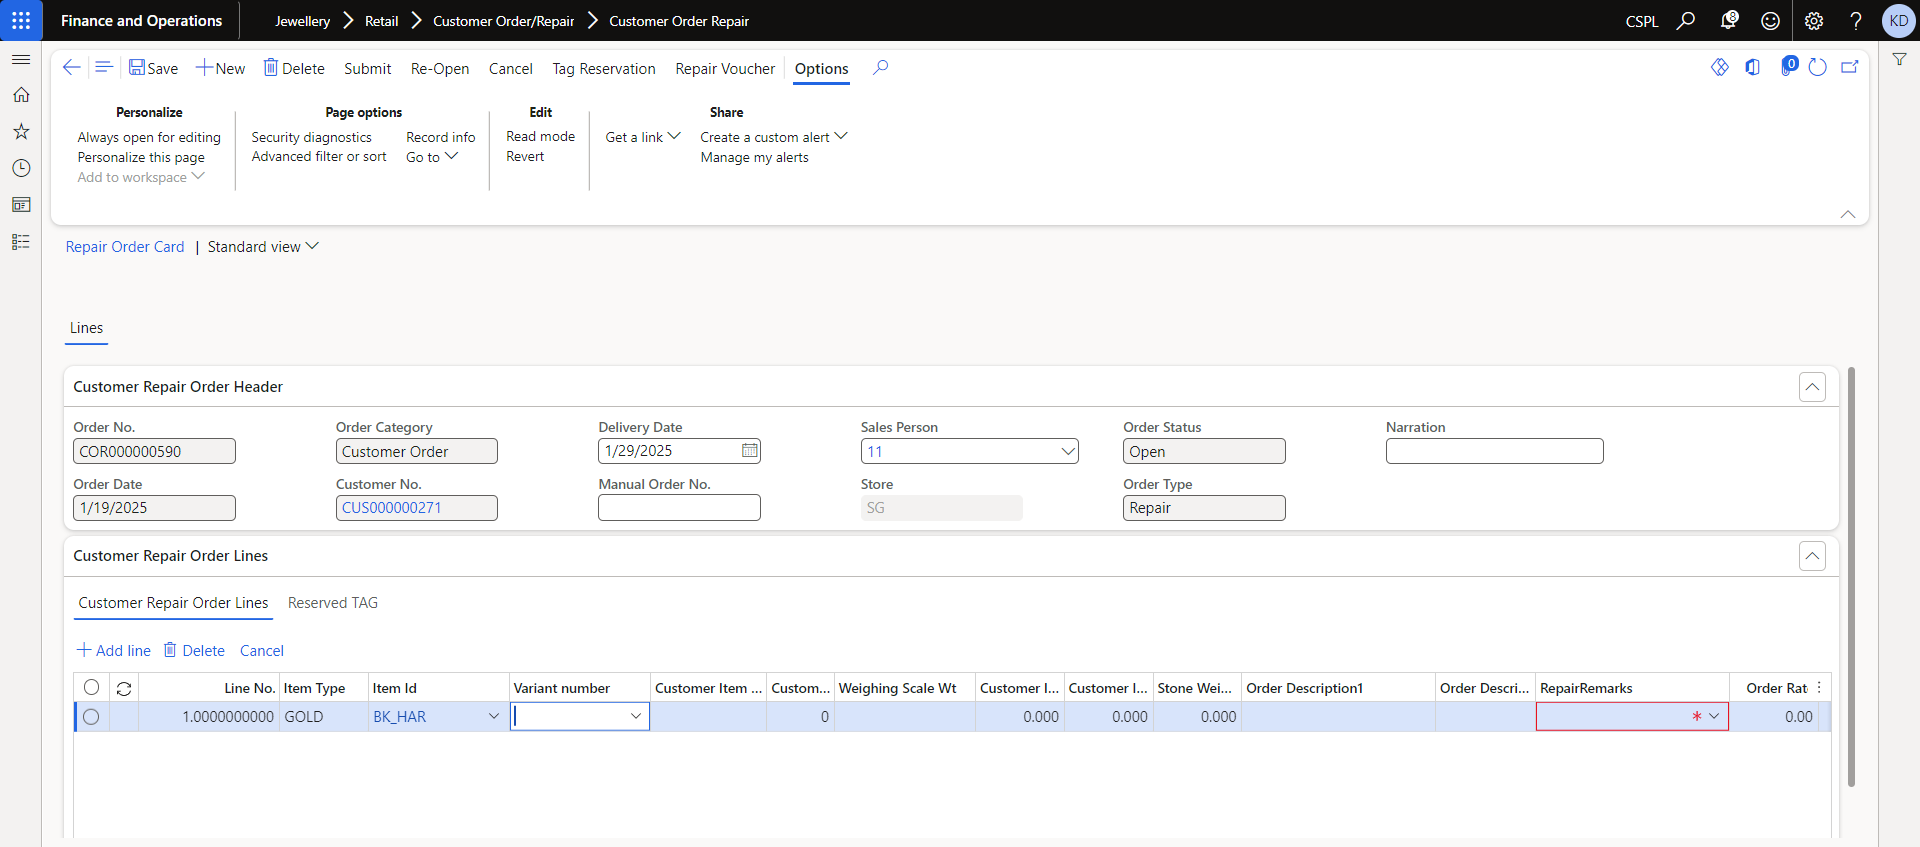 Finance and Operations
Jewellery > Retail > Customer Order/Repair > Customer Order Repair
CSPL
8
KD
Save New Delete Submit Re-Open Cancel Tag Reservation Repair Voucher Options
0
Personalize
Always open for editing
Personalize this page
Add to workspace
Page options
Security diagnostics
Advanced filter or sort
Record info
Go to
Edit
Read mode
Revert
Share
Get a link
Create a custom alert
Manage my alerts
Repair Order Card | Standard view
Lines
Customer Repair Order Header
Order No. Order Category Delivery Date Sales Person Order Status Narration
COR000000590 Customer Order 1/29/2025 11 Open
Order Date Customer No. Manual Order No. Store Order Type
1/19/2025 CUS000000271 SG Repair
Customer Repair Order Lines
Customer Repair Order Lines Reserved TAG
Add line Delete Cancel
Line No. Item Type Item Id Variant number Customer Item ... Custom... Weighing Scale Wt Customer I... Customer I... Stone Wei... Order Description1 Order Descri... RepairRemarks Order Rat
1.0000000000 GOLD BK_HAR 0 0.000 0.000 0.000 * 0.00